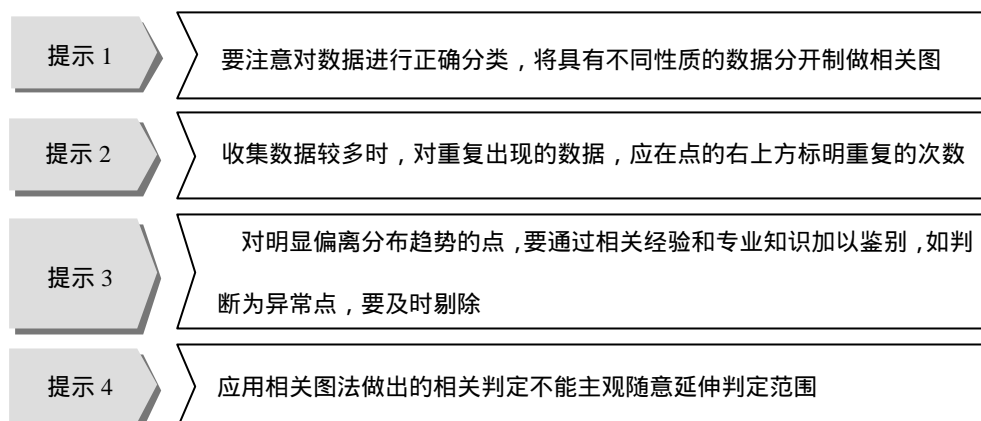 提示 1
要注意对数据进行正确分类，将具有不同性质的数据分开制做相关图
提示 2
收集数据较多时，对重复出现的数据，应在点的右上方标明重复的次数
提示 3
对明显偏离分布趋势的点，要通过相关经验和专业知识加以鉴别，如判
断为异常点，要及时剔除
提示 4
应用相关图法做出的相关判定不能主观随意延伸判定范围